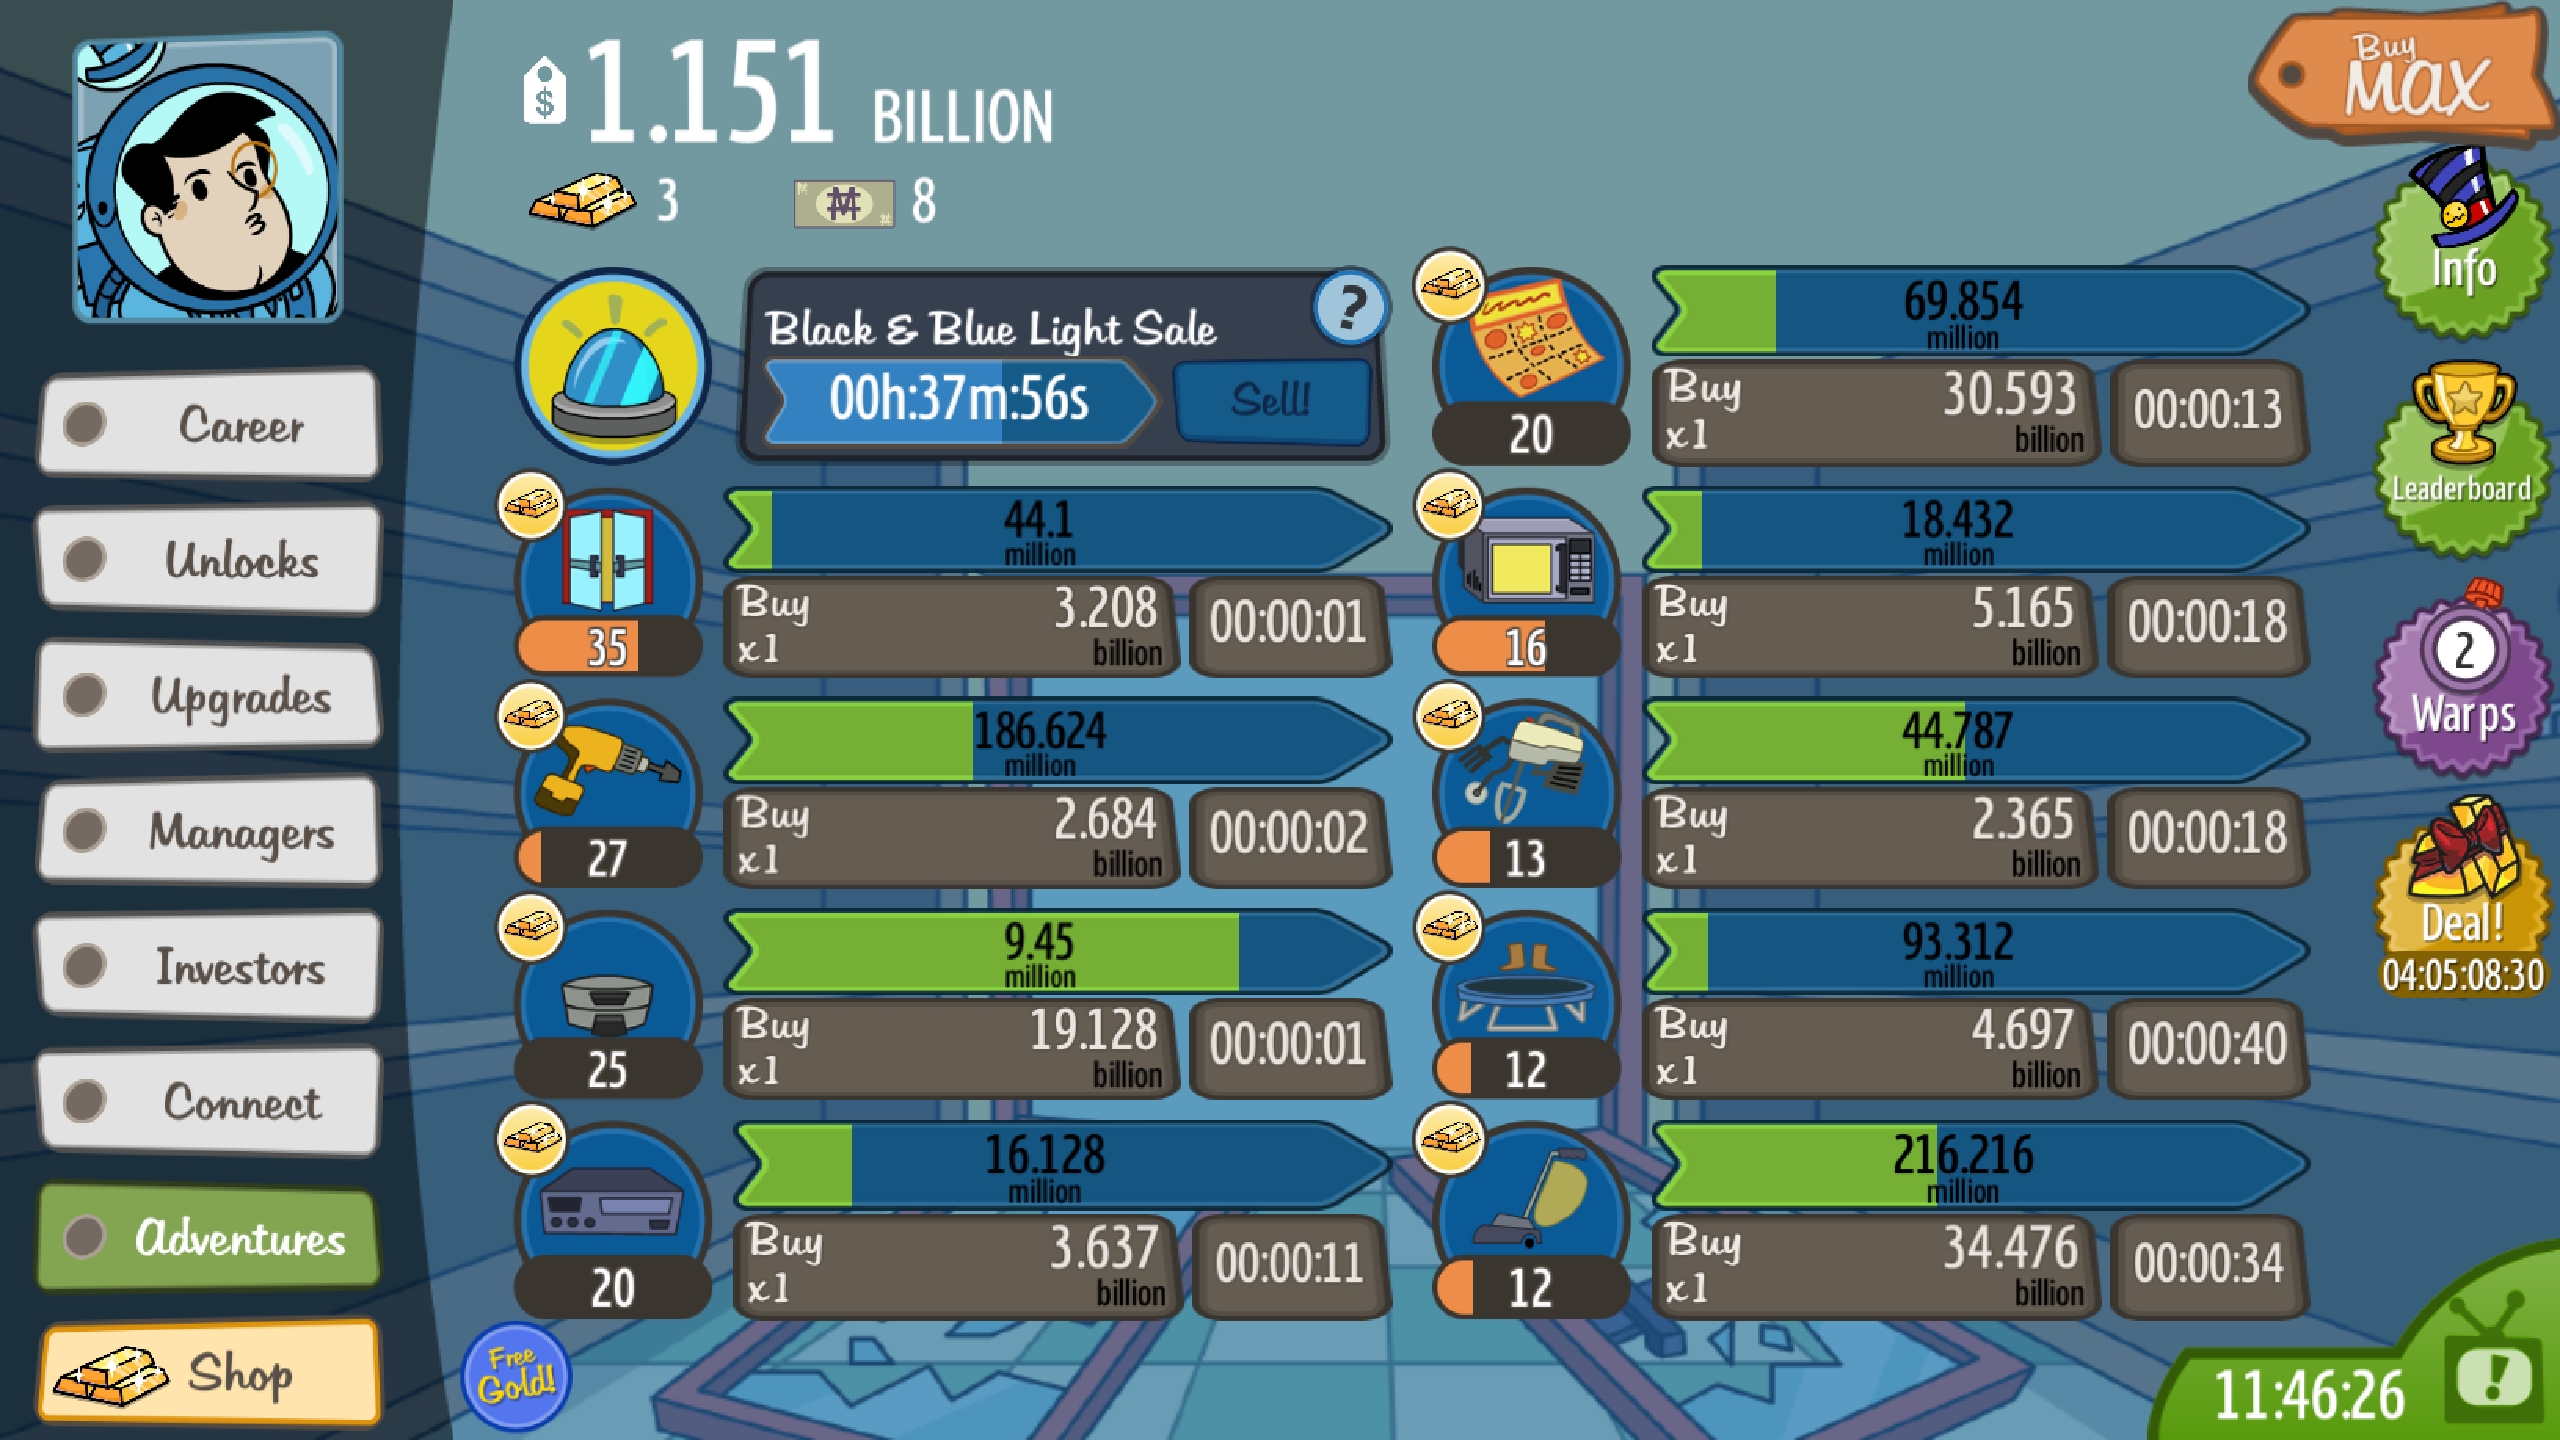 1.151 BILLION
3
8
Buy
MAX
Info
Leaderboard
2
Warps
Deal!
04:05:08:30
Career
Unlocks
Upgrades
Managers
Investors
Connect
Adventures
Shop
Black & Blue Light Sale
?
00h:37m:56s
Sell!
69.854
million
20
Buy
x1
30.593
billion
00:00:13
44.1
million
35
Buy
x1
3.208
billion
00:00:01
18.432
million
16
Buy
x1
5.165
billion
00:00:18
186.624
million
27
Buy
x1
2.684
billion
00:00:02
44.787
million
13
Buy
x1
2.365
billion
00:00:18
9.45
million
25
Buy
x1
19.128
billion
00:00:01
93.312
million
12
Buy
x1
4.697
billion
00:00:40
16.128
million
20
Buy
x1
3.637
billion
00:00:11
216.216
million
12
Buy
x1
34.476
billion
00:00:34
Free
Gold!
11:46:26
!